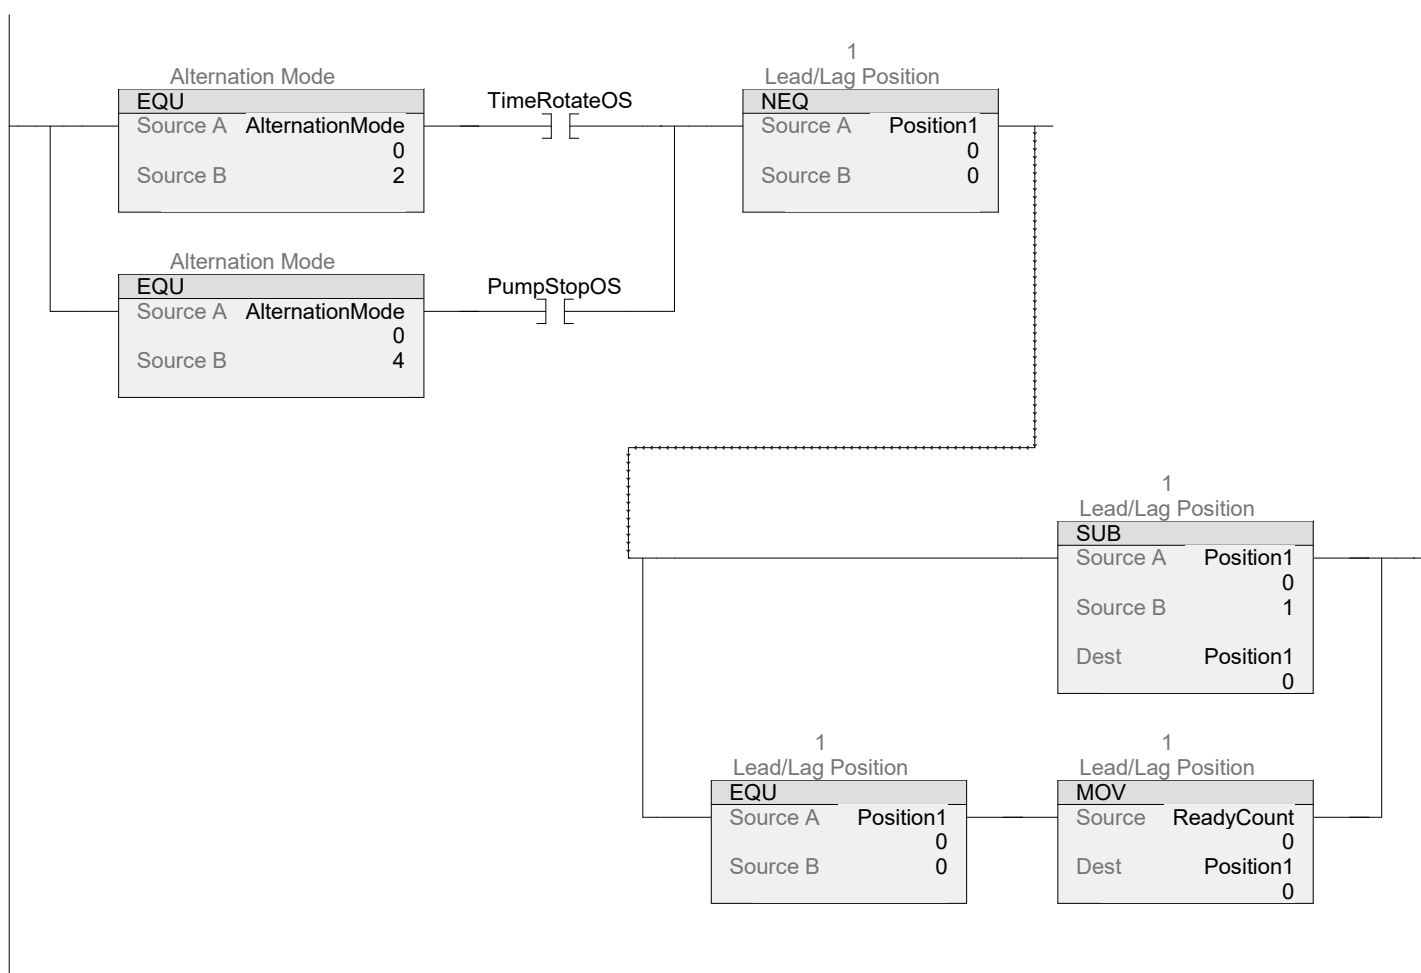 1
Alternation Mode
Lead/Lag Position
EQU
TimeRotateOS
NEQ
Source A AlternationMode
Source A Position1
0
0
Source B 2
Source B 0
Alternation Mode
EQU
PumpStopOS
Source A AlternationMode
0
Source B 4
1
Lead/Lag Position
SUB
Source A Position1
0
Source B 1
Dest Position1
0
1
Lead/Lag Position
EQU
Source A Position1
0
Source B 0
1
Lead/Lag Position
MOV
Source ReadyCount
0
Dest Position1
0